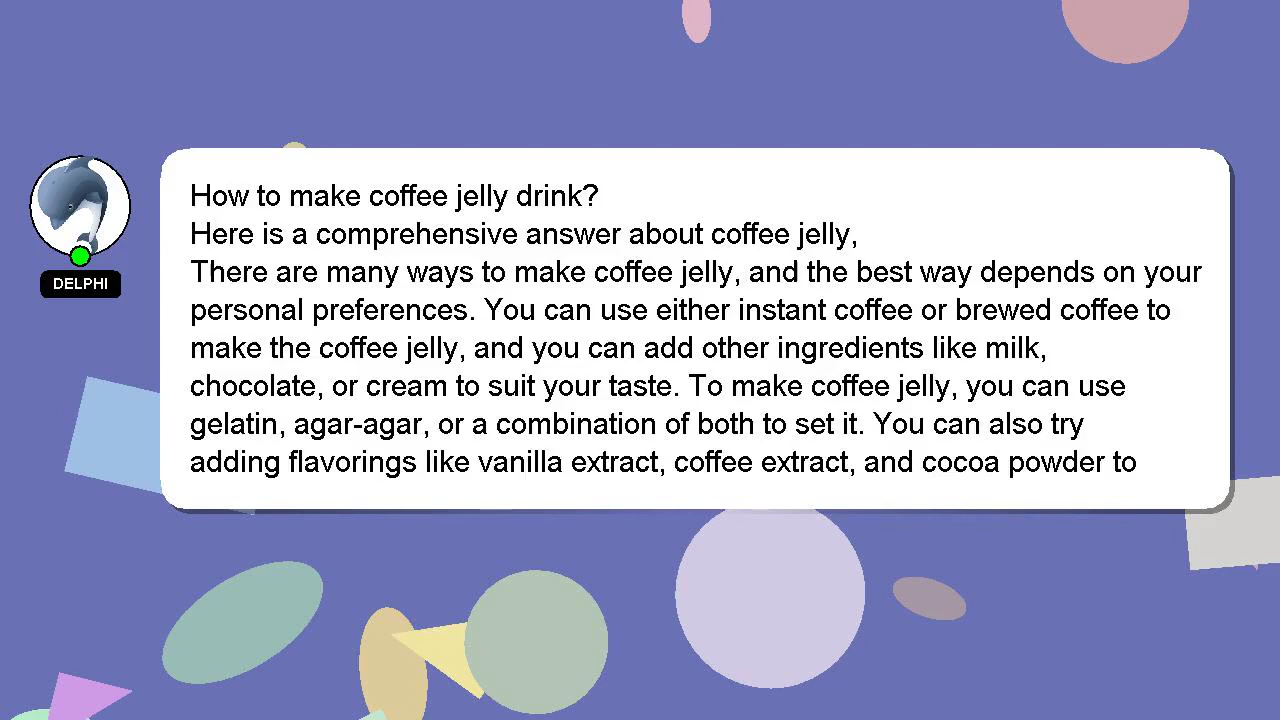 How to make coffee jelly drink?
Here is a comprehensive answer about coffee jelly,
There are many ways to make coffee jelly, and the best way depends on your
personal preferences. You can use either instant coffee or brewed coffee to
make the coffee jelly, and you can add other ingredients like milk,
chocolate, or cream to suit your taste. To make coffee jelly, you can use
gelatin, agar-agar, or a combination of both to set it. You can also try
adding flavorings like vanilla extract, coffee extract, and cocoa powder to
DELPHI